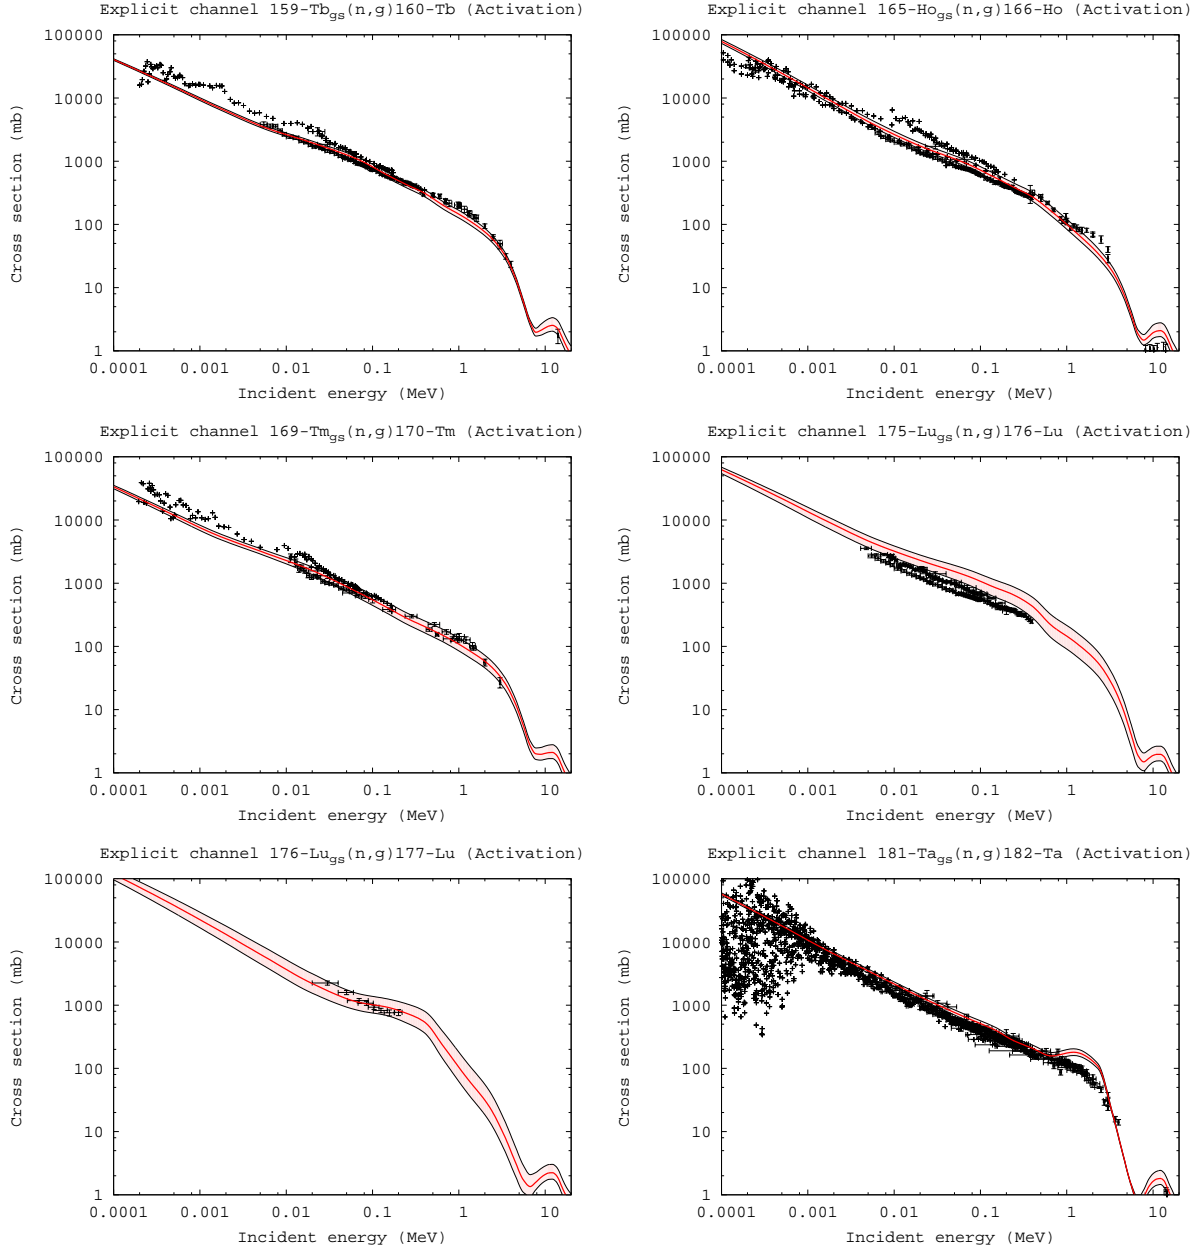 Explicit channel 159-Tbgs(n,g)160-Tb (Activation)
Cross section (mb)
100000
10000
1000
100
10
1
0.0001 0.001 0.01 0.1 1 10
Incident energy (MeV)
Explicit channel 165-Hogs(n,g)166-Ho (Activation)
Cross section (mb)
100000
10000
1000
100
10
1
0.0001 0.001 0.01 0.1 1 10
Incident energy (MeV)
Explicit channel 169-Tmgs(n,g)170-Tm (Activation)
Cross section (mb)
100000
10000
1000
100
10
1
0.0001 0.001 0.01 0.1 1 10
Incident energy (MeV)
Explicit channel 175-Lugs(n,g)176-Lu (Activation)
Cross section (mb)
100000
10000
1000
100
10
1
0.0001 0.001 0.01 0.1 1 10
Incident energy (MeV)
Explicit channel 176-Lugs(n,g)177-Lu (Activation)
Cross section (mb)
100000
10000
1000
100
10
1
0.0001 0.001 0.01 0.1 1 10
Incident energy (MeV)
Explicit channel 181-Tags(n,g)182-Ta (Activation)
Cross section (mb)
100000
10000
1000
100
10
1
0.0001 0.001 0.01 0.1 1 10
Incident energy (MeV)